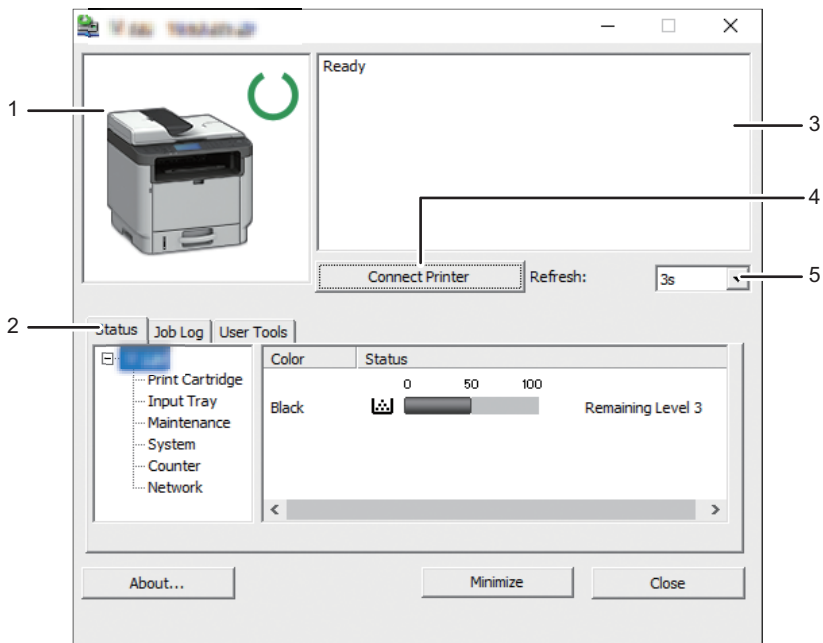 Ready
1
3
4
Connect Printer Refresh: 3s 5
2 Status Job Log User Tools
Color Status
Print Cartridge
0 50 100
Input Tray
Black Remaining Level 3
Maintenance
System
Counter
Network
About... Minimize Close